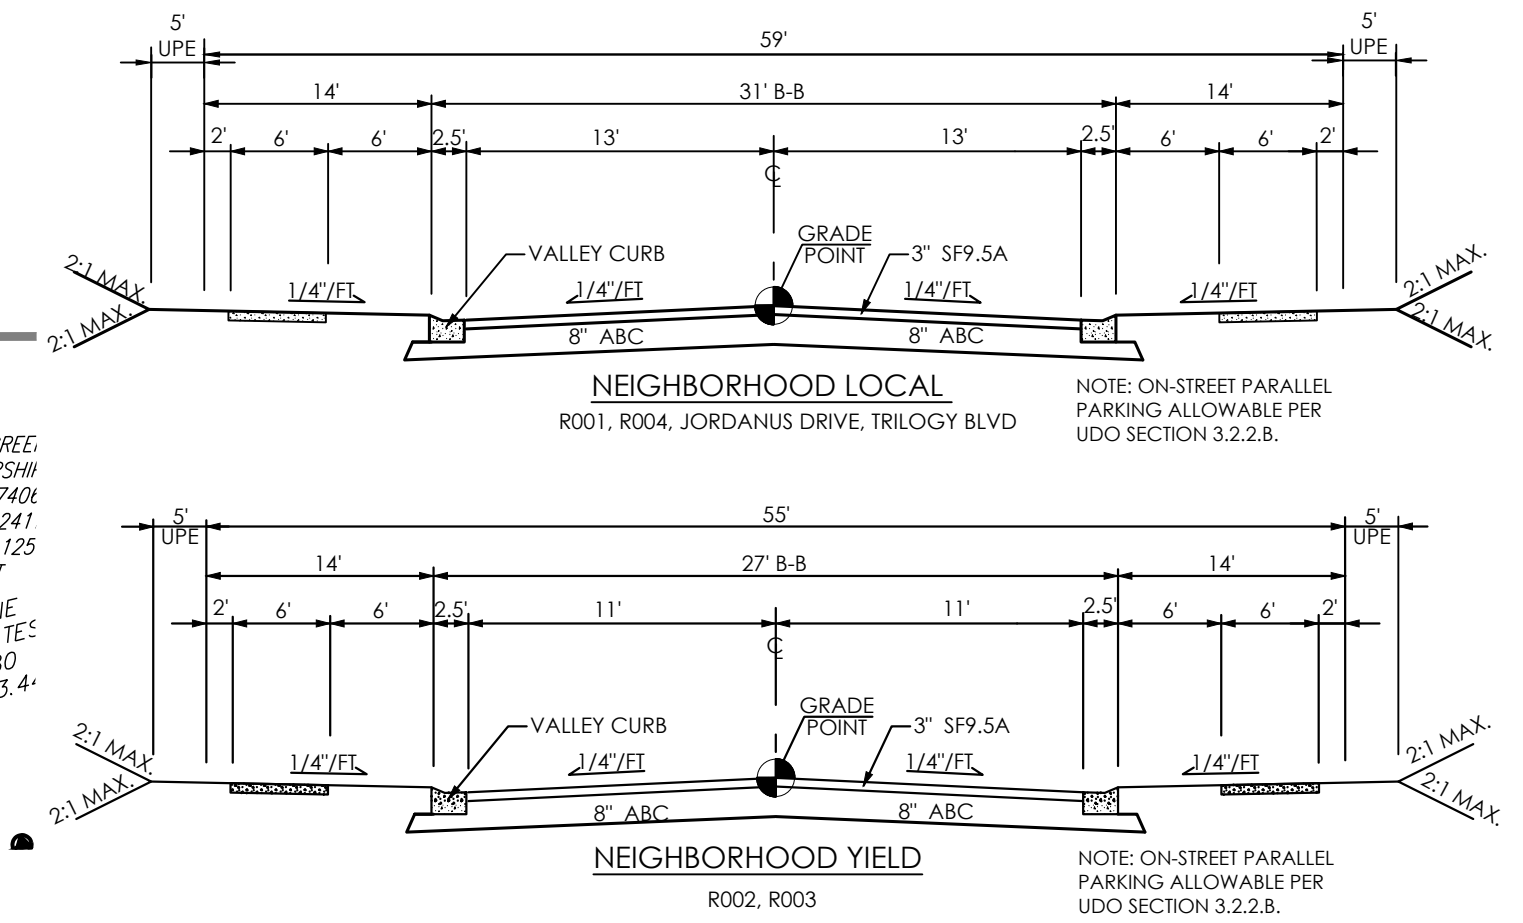 5'
UPE
59'
5'
UPE
14'
31' B-B
14'
2'
6'
6'
2.5'
13'
13'
2.5'
6'
6'
2'
℄
GRADE
POINT
VALLEY CURB
3" SF9.5A
2:1 MAX.
2:1 MAX.
1/4"/FT
1/4"/FT
1/4"/FT
1/4"/FT
2:1 MAX.
2:1 MAX.
8" ABC
8" ABC
NEIGHBORHOOD LOCAL
R001, R004, JORDANUS DRIVE, TRILOGY BLVD
NOTE: ON-STREET PARALLEL
PARKING ALLOWABLE PER
UDO SECTION 3.2.2.B.
7406
241
125
3.44
5'
UPE
55'
5'
UPE
14'
27' B-B
14'
2'
6'
6'
2.5'
11'
11'
2.5'
6'
6'
2'
℄
GRADE
POINT
VALLEY CURB
3" SF9.5A
2:1 MAX.
2:1 MAX.
1/4"/FT
1/4"/FT
1/4"/FT
1/4"/FT
2:1 MAX.
2:1 MAX.
8" ABC
8" ABC
NEIGHBORHOOD YIELD
R002, R003
NOTE: ON-STREET PARALLEL
PARKING ALLOWABLE PER
UDO SECTION 3.2.2.B.